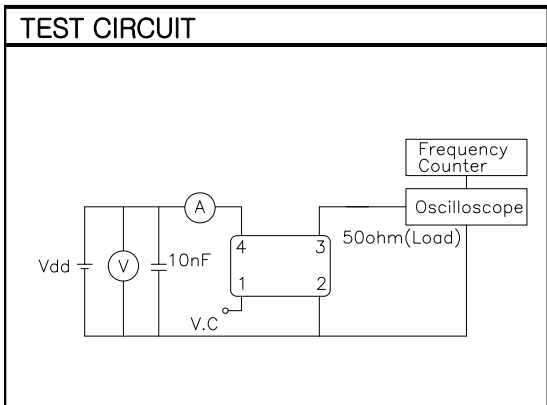 TEST CIRCUIT
Frequency
Counter
A
Oscilloscope
4
3
50ohm(Load)
Vdd
V
10nF
1
2
V.C